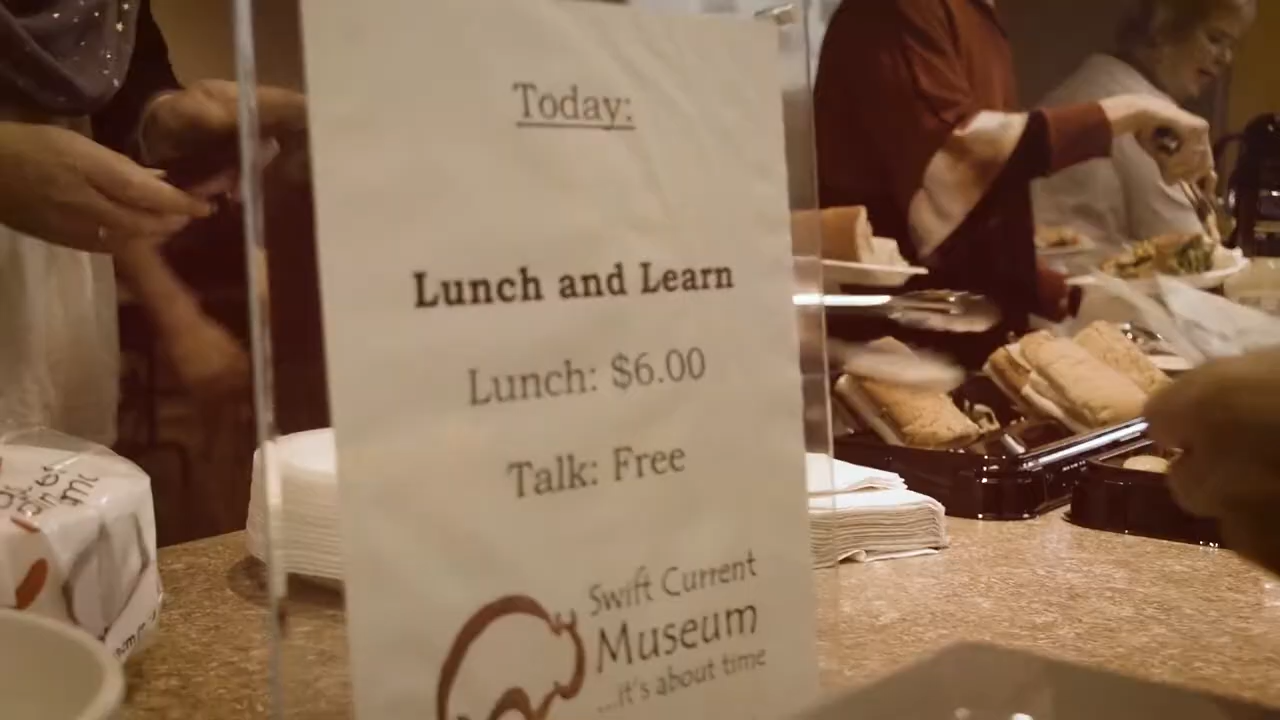 Today:
Lunch and Learn
Lunch: $6.00
Talk: Free
Swift Current
Museum
...it's about time